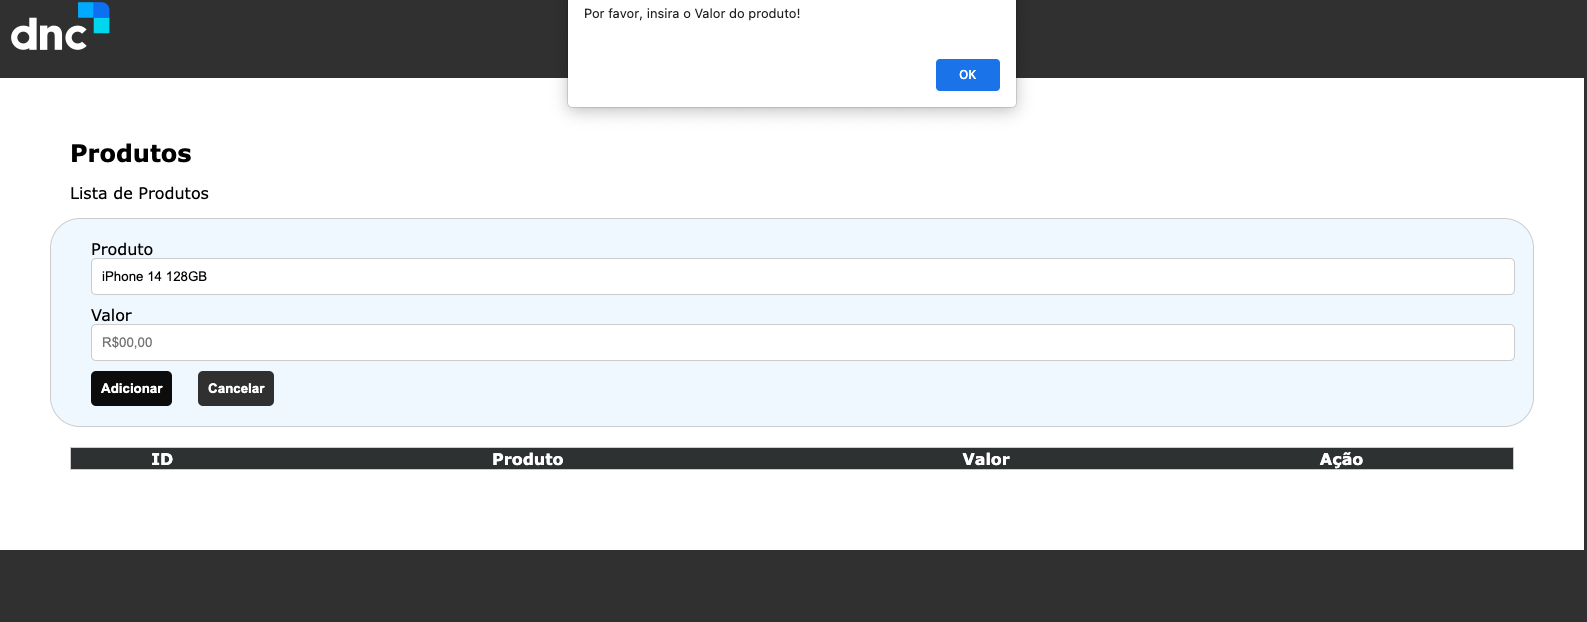 dnc
Por favor, insira o Valor do produto!
OK
Produtos
Lista de Produtos
Produto
iPhone 14 128GB
Valor
R$00,00
Adicionar Cancelar
ID Produto Valor Ação